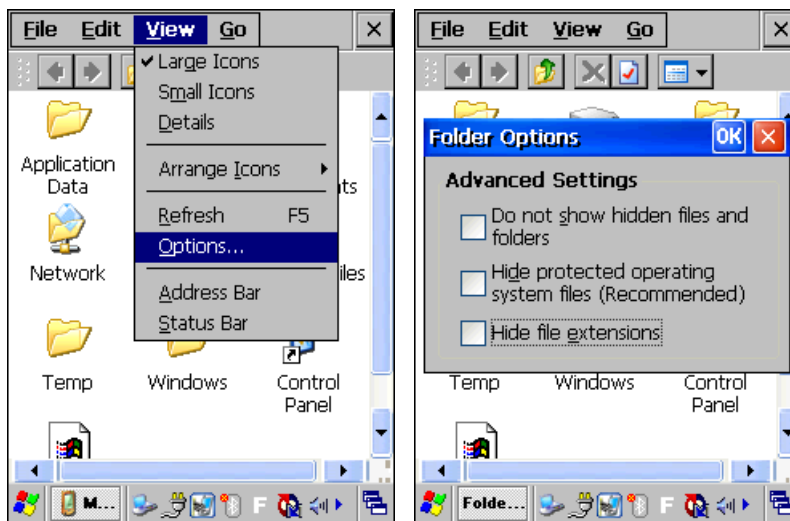 File Edit View Go
Large Icons
Small Icons
Details
Arrange Icons
Refresh F5
Options...
Address Bar
Status Bar
Application
Data
ts
Network
iles
Temp
Windows
Control
Panel
M...
F
File Edit View Go
Folder Options OK
Advanced Settings
Do not show hidden files and
folders
Hide protected operating
system files (Recommended)
Hide file extensions
Temp
Windows
Control
Panel
Folde...
F